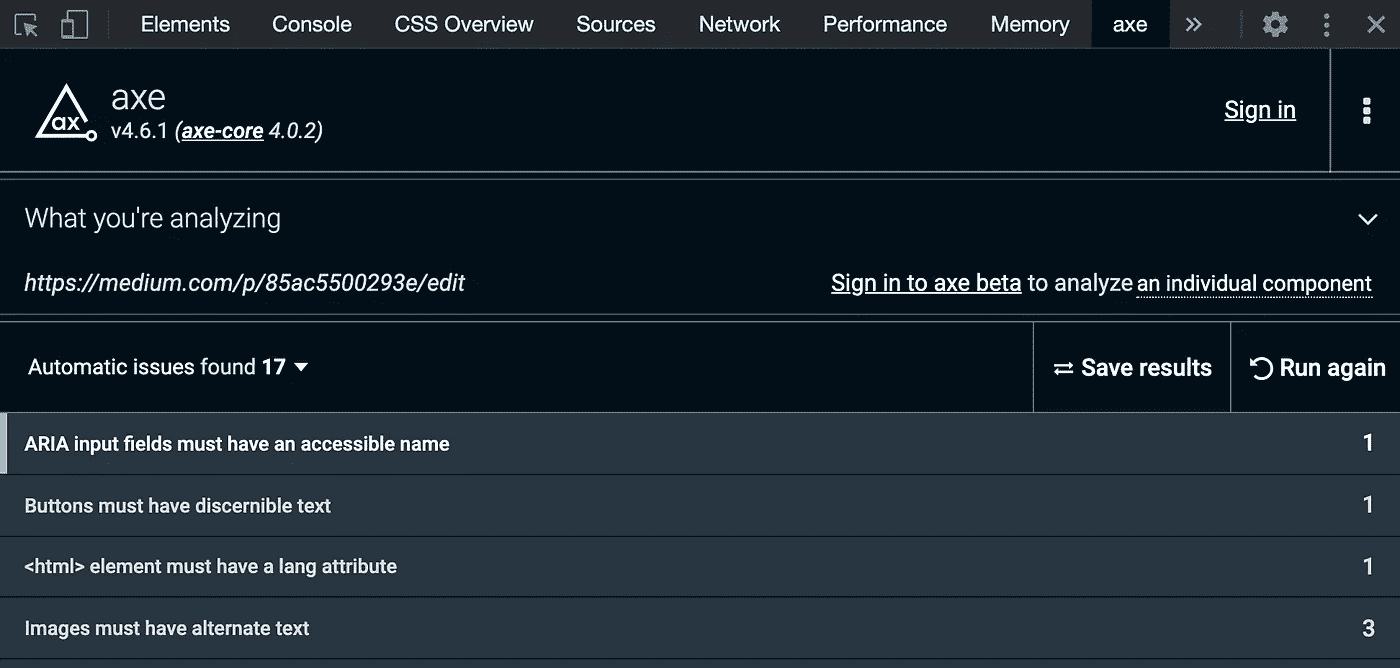 Elements Console CSS Overview Sources Network Performance Memory axe
axe
ax
v4.6.1 (axe-core 4.0.2)
Sign in
What you're analyzing
https://medium.com/p/85ac5500293e/edit
Sign in to axe beta to analyze an individual component
Automatic issues found 17
Save results
Run again
ARIA input fields must have an accessible name 1
Buttons must have discernible text 1
<html> element must have a lang attribute 1
Images must have alternate text 3